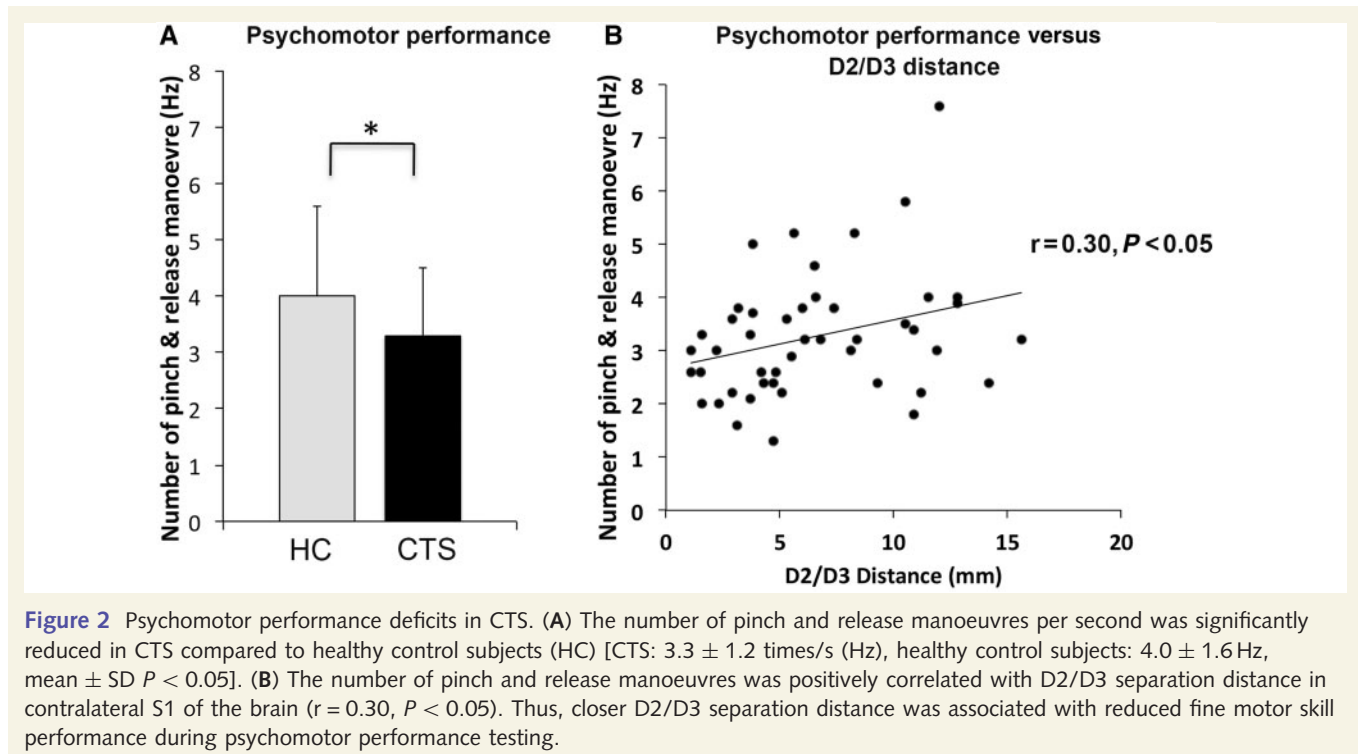 A Psychomotor performance
Number of pinch & release manoevre (Hz)
8
7
6
5
4
3
2
1
0
*
HC CTS
B Psychomotor performance versus
D2/D3 distance
Number of pinch & release manoevre (Hz)
8
7
6
5
4
3
2
1
0
r=0.30, P<0.05
0 5 10 15 20
D2/D3 Distance (mm)
Figure 2 Psychomotor performance deficits in CTS. (A) The number of pinch and release manoeuvres per second was significantly
reduced in CTS compared to healthy control subjects (HC) [CTS: 3.3 ± 1.2 times/s (Hz), healthy control subjects: 4.0 ± 1.6 Hz,
mean ± SD P < 0.05]. (B) The number of pinch and release manoeuvres was positively correlated with D2/D3 separation distance in
contralateral S1 of the brain (r = 0.30, P < 0.05). Thus, closer D2/D3 separation distance was associated with reduced fine motor skill
performance during psychomotor performance testing.